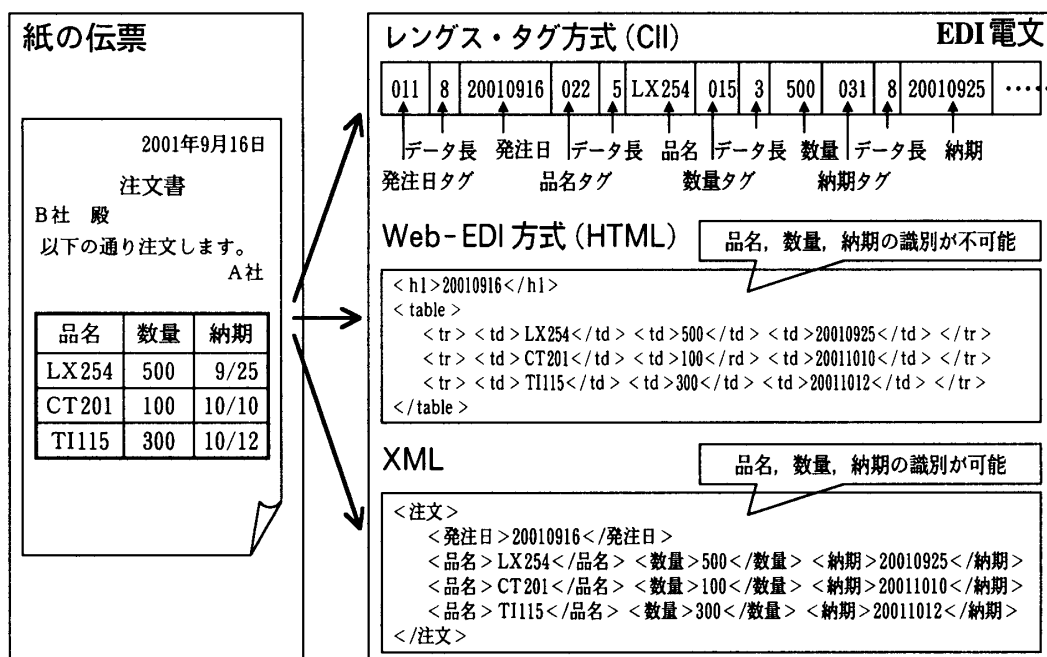 紙の伝票
2001年9月16日
注文書
B社 殿
以下の通り注文します。
A社
品名 数量 納期
LX254 500 9/25
CT201 100 10/10
TI115 300 10/12
EDI電文
レングス・タグ方式(CII)
011 8 20010916 022 5 LX254 015 3 500 031 8 20010925 ・・・・・
データ長 発注日 データ長 品名 データ長 数量 データ長 納期
発注日タグ 品名タグ 数量タグ 納期タグ
Web-EDI方式(HTML)
品名,数量,納期の識別が不可能
<h1>20010916</h1>
<table>
<tr> <td>LX254</td> <td>500</td> <td>20010925</td> </tr>
<tr> <td>CT201</td> <td>100</rd> <td>20011010</td> </tr>
<tr> <td>TI115</td> <td>300</td> <td>20011012</td> </tr>
</table>
XML
品名,数量,納期の識別が可能
<注文>
<発注日>20010916</発注日>
<品名>LX254</品名> <数量>500</数量> <納期>20010925</納期>
<品名>CT201</品名> <数量>100</数量> <納期>20011010</納期>
<品名>TI115</品名> <数量>300</数量> <納期>20011012</納期>
</注文>